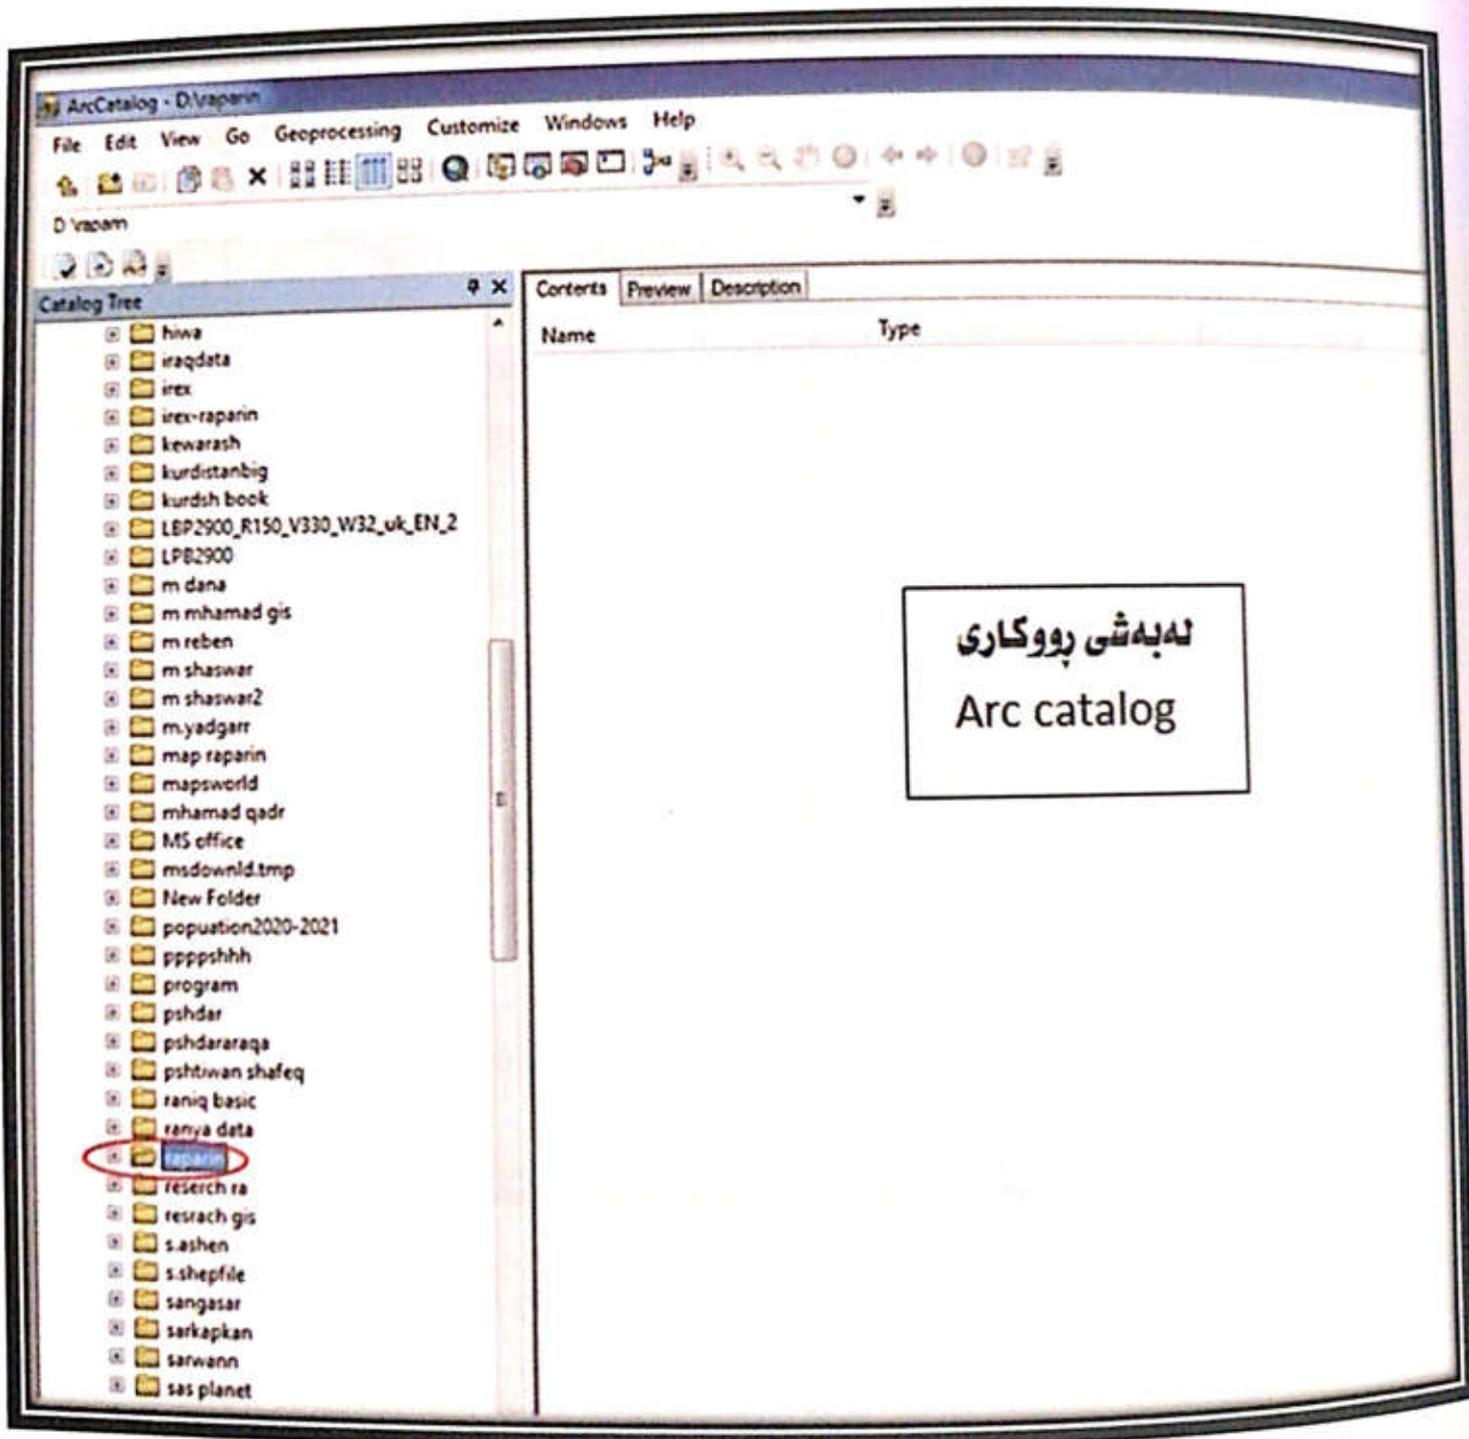 ArcCatalog - D:\raparin
File Edit View Go Geoprocessing Customize Windows Help
D:\raparin
Catalog Tree
Contents Preview Description
Name Type
hiwa
iraqdata
irex
irex-raparin
kewarash
kurdistanbig
kurdsh book
LBP2900_R150_V330_W32_uk_EN_2
LPB2900
m dana
m mhamad gis
m reben
m shaswar
m shaswar2
m.yadgarr
map raparin
mapsworld
mhamad qadr
MS office
msdownld.tmp
New Folder
popuation2020-2021
ppppshhh
program
pshdar
pshdararaqa
pshtiwan shafeq
raniq basic
ranya data
raparin
reserch ra
resrach gis
s.ashen
s.shepfile
sangasar
sarkapkan
sarwann
sas planet
لەبەشی ڕووکاری
Arc catalog